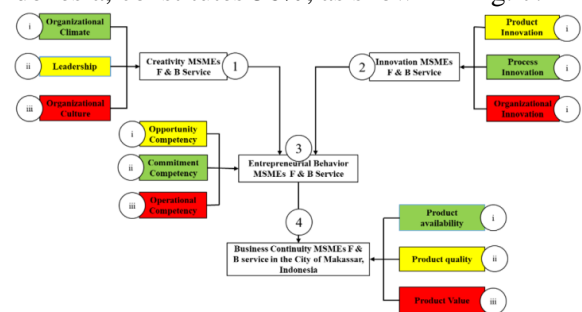 i
Organizational
Climate
ii
Leadership
iii
Organizational
Culture
Creativity MSMEs
F & B Service
1
2
Innovation MSMEs
F & B Service
Product
Innovation
i
Process
Innovation
i
Organizational
Innovation
i
i
Opportunity
Competency
ii
Commitment
Competency
iii
Operational
Competency
3
Entrepreneurial Behavior
MSMEs F & B Service
4
Business Continuity MSMEs F &
B service in the City of Makassar,
Indonesia
Product
availability
i
Product quality
ii
Product Value
iii